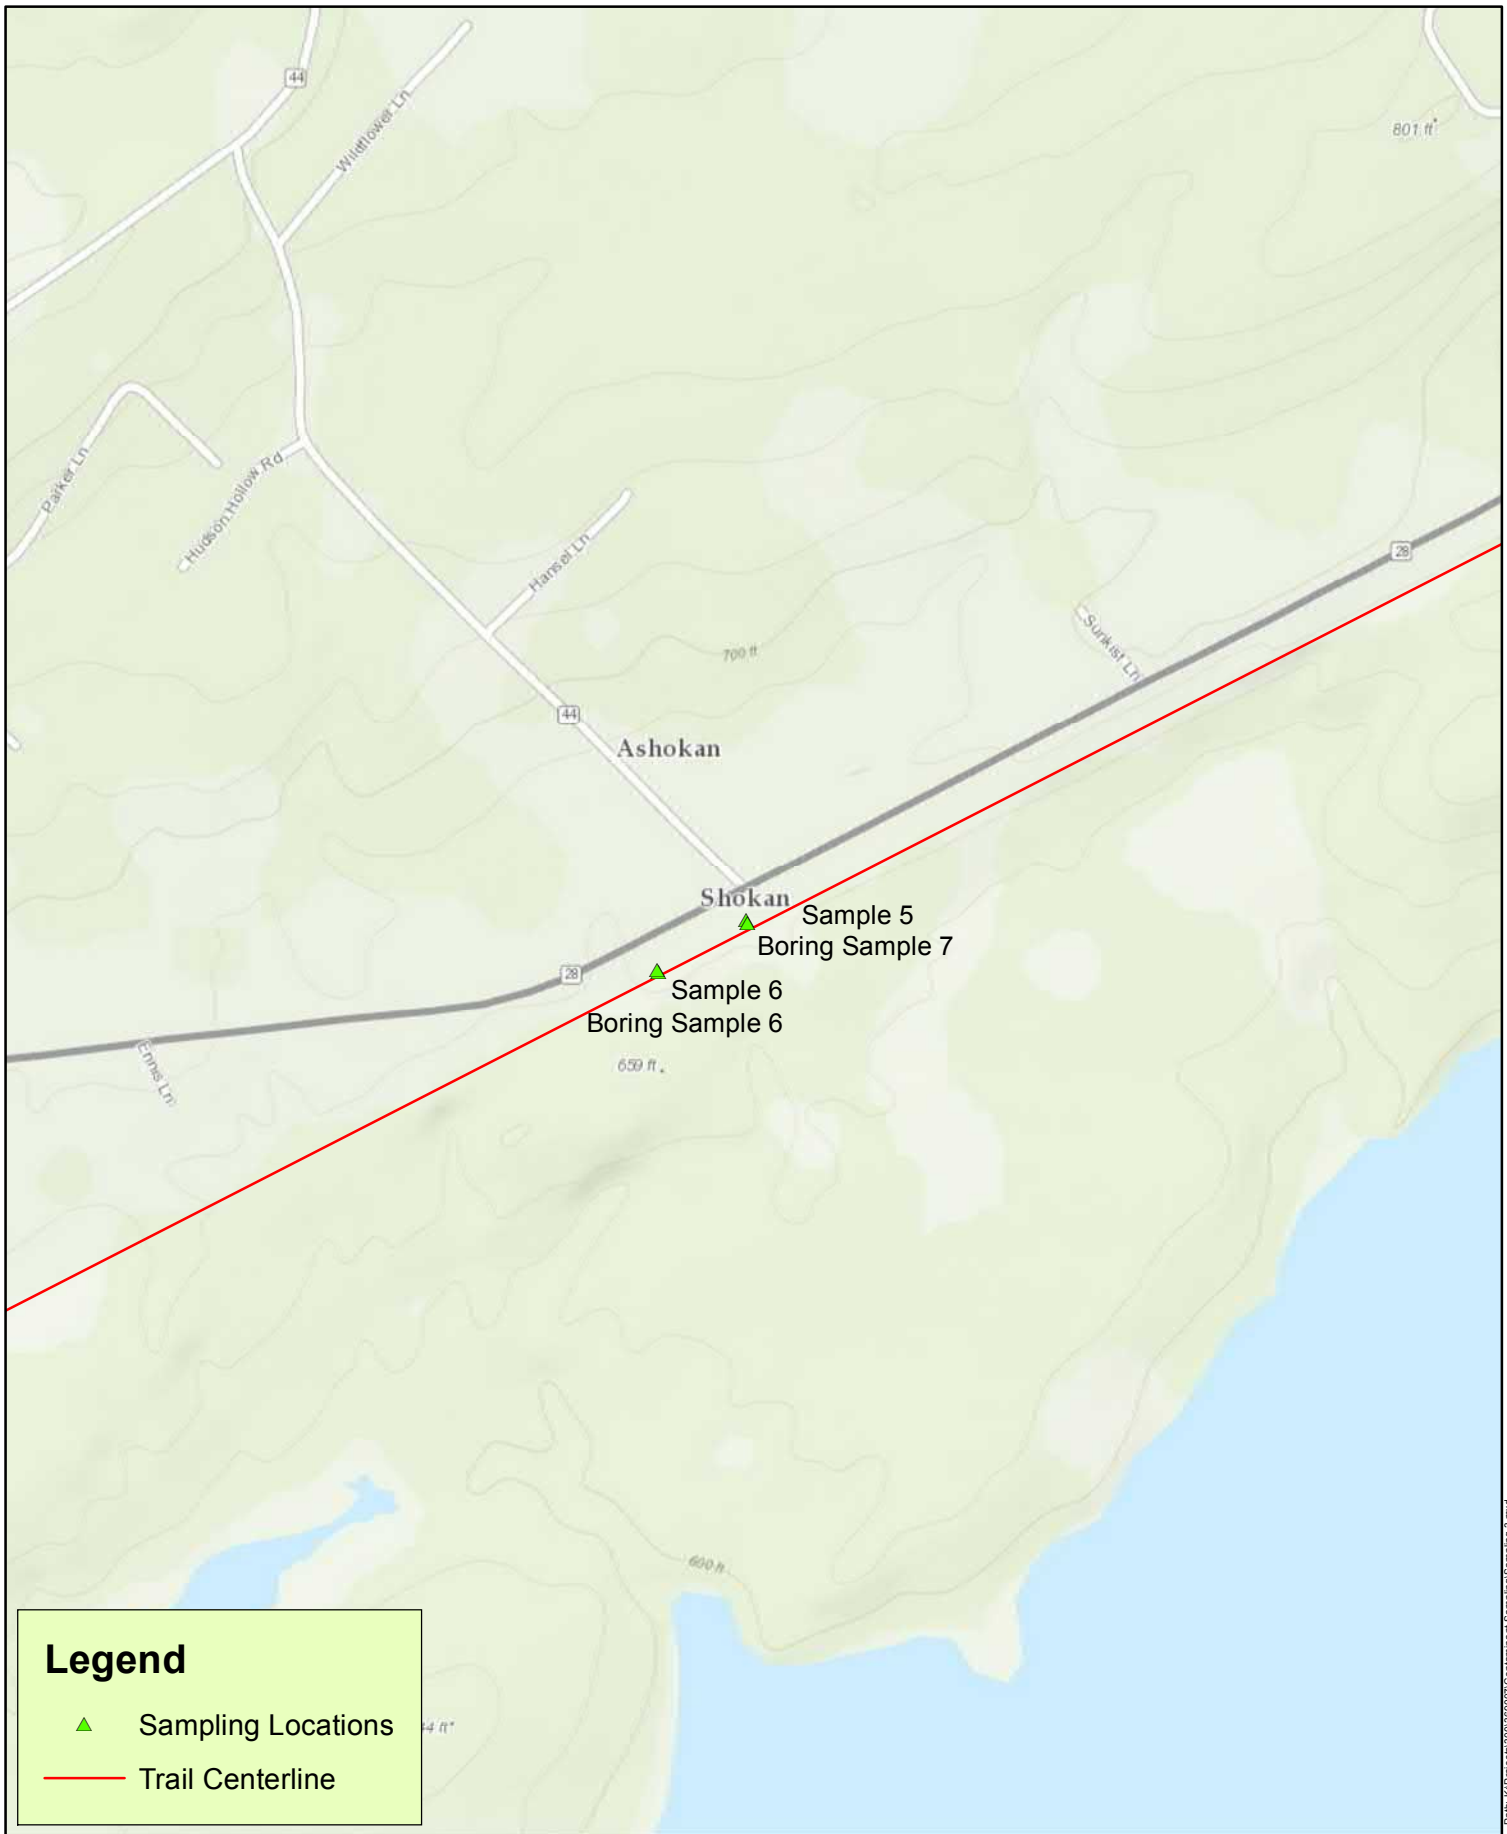 44
Wildflower Ln
801 ft
Parker Ln
Hudson Hollow Rd
Hansel Ln
28
Sunkist Ln
700 ft
44
Ashokan
Shokan
Sample 5
Boring Sample 7
28
Sample 6
Boring Sample 6
Ennis Ln
659 ft
600 ft
Legend
Sampling Locations
4 ft
Trail Centerline